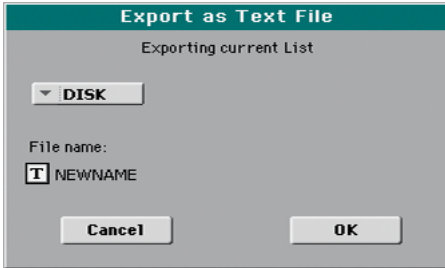 Export as Text File
Exporting current List
DISK
File name:
T NEWNAME
Cancel OK